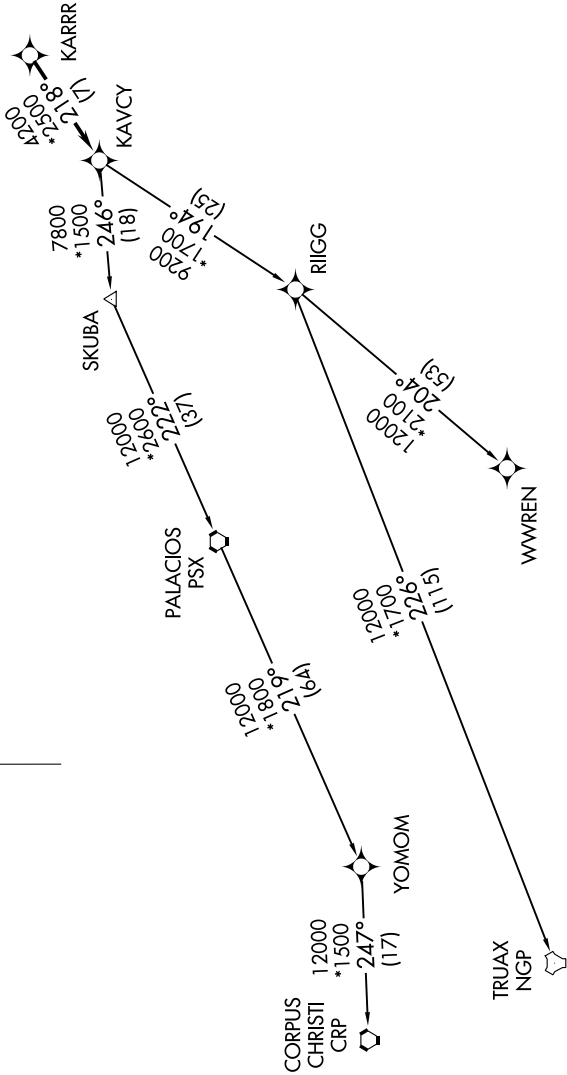 KARRR
4200
*2500
218°
(7)
KAVCY
7800
*1500
246°
(18)
9200
*1700
194°
(25)
SKUBA
RIIGG
12000
*2600
222°
(37)
12000
*2100
204°
(53)
PALACIOS
PSX
WWREN
12000
*1700
226°
(115)
12000
*1800
219°
(64)
YOMOM
12000
*1500
247°
(17)
CORPUS
CHRISTI
CRP
TRUAX
NGP